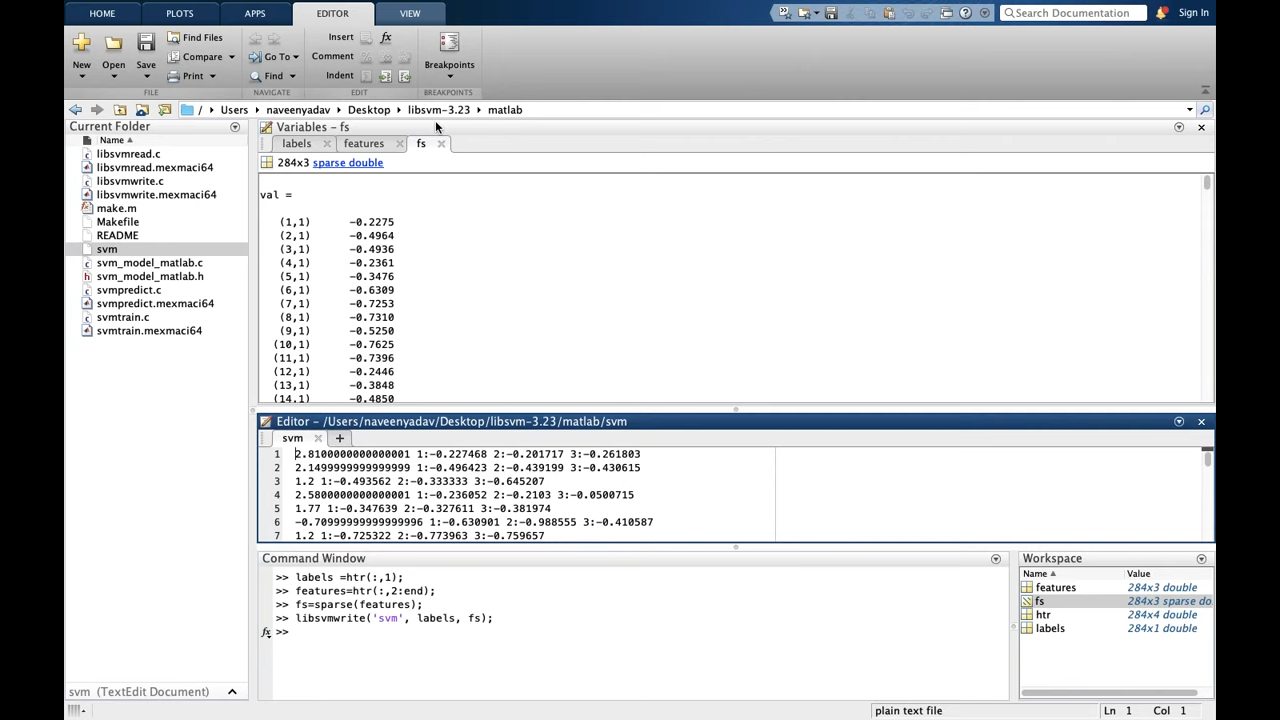 HOME PLOTS APPS EDITOR VIEW Search Documentation Sign In
New Open Save Find Files Compare Print Go To Find Insert fx Comment Indent Breakpoints
FILE NAVIGATE EDIT BREAKPOINTS
/ Users naveenyadav Desktop libsvm-3.23 matlab
Current Folder
Name
libsvmread.c
libsvmread.mexmaci64
libsvmwrite.c
libsvmwrite.mexmaci64
make.m
Makefile
README
svm
svm_model_matlab.c
svm_model_matlab.h
svmpredict.c
svmpredict.mexmaci64
svmtrain.c
svmtrain.mexmaci64
svm (TextEdit Document)
Variables - fs
labels features fs
284x3 sparse double
val =
(1,1) -0.2275
(2,1) -0.4964
(3,1) -0.4936
(4,1) -0.2361
(5,1) -0.3476
(6,1) -0.6309
(7,1) -0.7253
(8,1) -0.7310
(9,1) -0.5250
(10,1) -0.7625
(11,1) -0.7396
(12,1) -0.2446
(13,1) -0.3848
(14,1) -0.4850
Editor - /Users/naveenyadav/Desktop/libsvm-3.23/matlab/svm
svm +
1 2.8100000000000001 1:-0.227468 2:-0.201717 3:-0.261803
2 2.1499999999999999 1:-0.496423 2:-0.439199 3:-0.430615
3 1.2 1:-0.493562 2:-0.333333 3:-0.645207
4 2.5800000000000001 1:-0.236052 2:-0.2103 3:-0.0500715
5 1.77 1:-0.347639 2:-0.327611 3:-0.381974
6 -0.70999999999999996 1:-0.630901 2:-0.988555 3:-0.410587
7 1.2 1:-0.725322 2:-0.773963 3:-0.759657
Command Window
>> labels =htr(:,1);
>> features=htr(:,2:end);
>> fs=sparse(features);
>> libsvmwrite('svm', labels, fs);
fx >>
Workspace
Name Value
features 284x3 double
fs 284x3 sparse do
htr 284x4 double
labels 284x1 double
plain text file Ln 1 Col 1